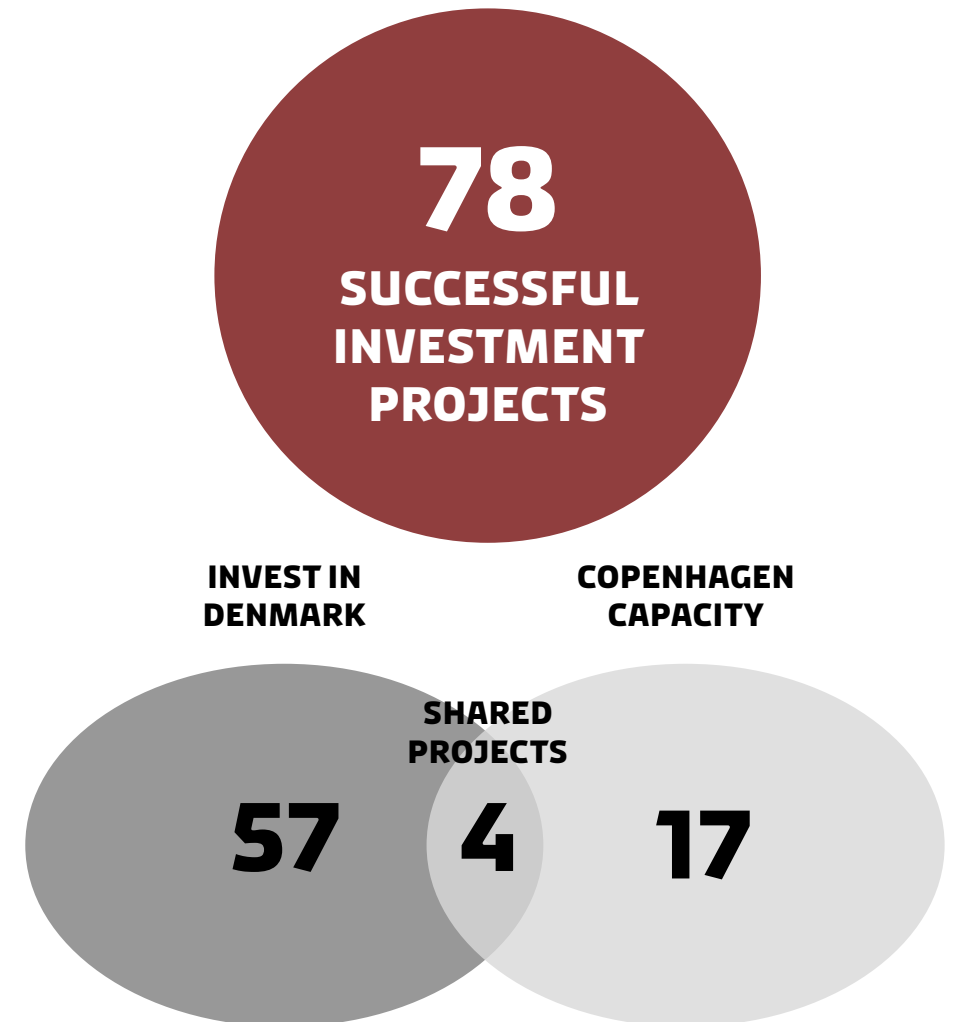 78
SUCCESSFUL
INVESTMENT
PROJECTS
INVEST IN
DENMARK
COPENHAGEN
CAPACITY
SHARED
PROJECTS
57
4
17